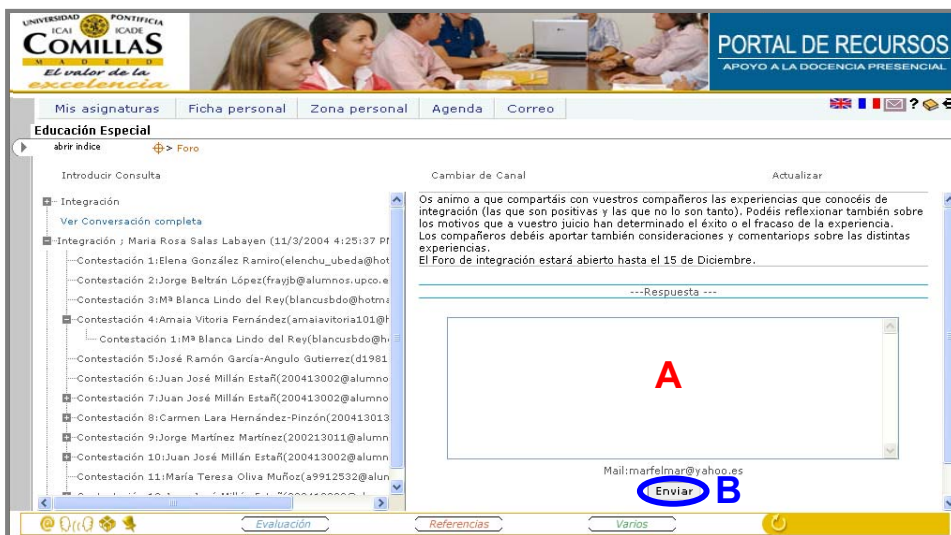 UNIVERSIDAD PONTIFICIA
ICAI ICADE
COMILLAS
MADRID
El valor de la
excelencia
PORTAL DE RECURSOS
APOYO A LA DOCENCIA PRESENCIAL
Mis asignaturas Ficha personal Zona personal Agenda Correo
Educación Especial
abrir indice > Foro
Introducir Consulta Cambiar de Canal Actualizar
Integración
Ver Conversación completa
Integración ; Maria Rosa Salas Labayen (11/3/2004 4:25:37 PM
Contestación 1:Elena González Ramiro(elenchu_ubeda@hot
Contestación 2:Jorge Beltrán López(frayjb@alumnos.upco.e
Contestación 3:Mª Blanca Lindo del Rey(blancusbdo@hotma
Contestación 4:Amaia Vitoria Fernández(amaiavitoria101@h
Contestación 1:Mª Blanca Lindo del Rey(blancusbdo@h
Contestación 5:José Ramón García-Angulo Gutierrez(d1981
Contestación 6:Juan José Millán Estañ(200413002@alumno
Contestación 7:Juan José Millán Estañ(200413002@alumno
Contestación 8:Carmen Lara Hernández-Pinzón(200413013
Contestación 9:Jorge Martínez Martínez(200213011@alumn
Contestación 10:Juan José Millán Estañ(200413002@alumn
Contestación 11:María Teresa Oliva Muñoz(a9912532@alun
Os animo a que compartáis con vuestros compañeros las experiencias que conocéis de
integración (las que son positivas y las que no lo son tanto). Podéis reflexionar también sobre
los motivos que a vuestro juicio han determinado el éxito o el fracaso de la experiencia.
Los compañeros debéis aportar también consideraciones y comentariops sobre las distintas
experiencias.
El Foro de integración estará abierto hasta el 15 de Diciembre.
---Respuesta ---
A
Mail:marfelmar@yahoo.es
Enviar B
Evaluación Referencias Varios